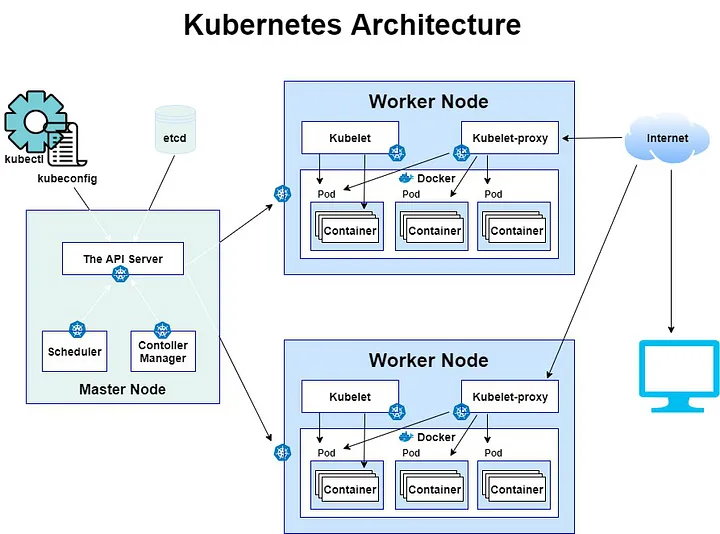 Kubernetes Architecture
kubectl
kubeconfig
etcd
The API Server
Scheduler
Contoller
Manager
Master Node
Worker Node
Kubelet
Kubelet-proxy
Docker
Pod
Pod
Pod
Container
Container
Container
Internet
Worker Node
Kubelet
Kubelet-proxy
Docker
Pod
Pod
Pod
Container
Container
Container